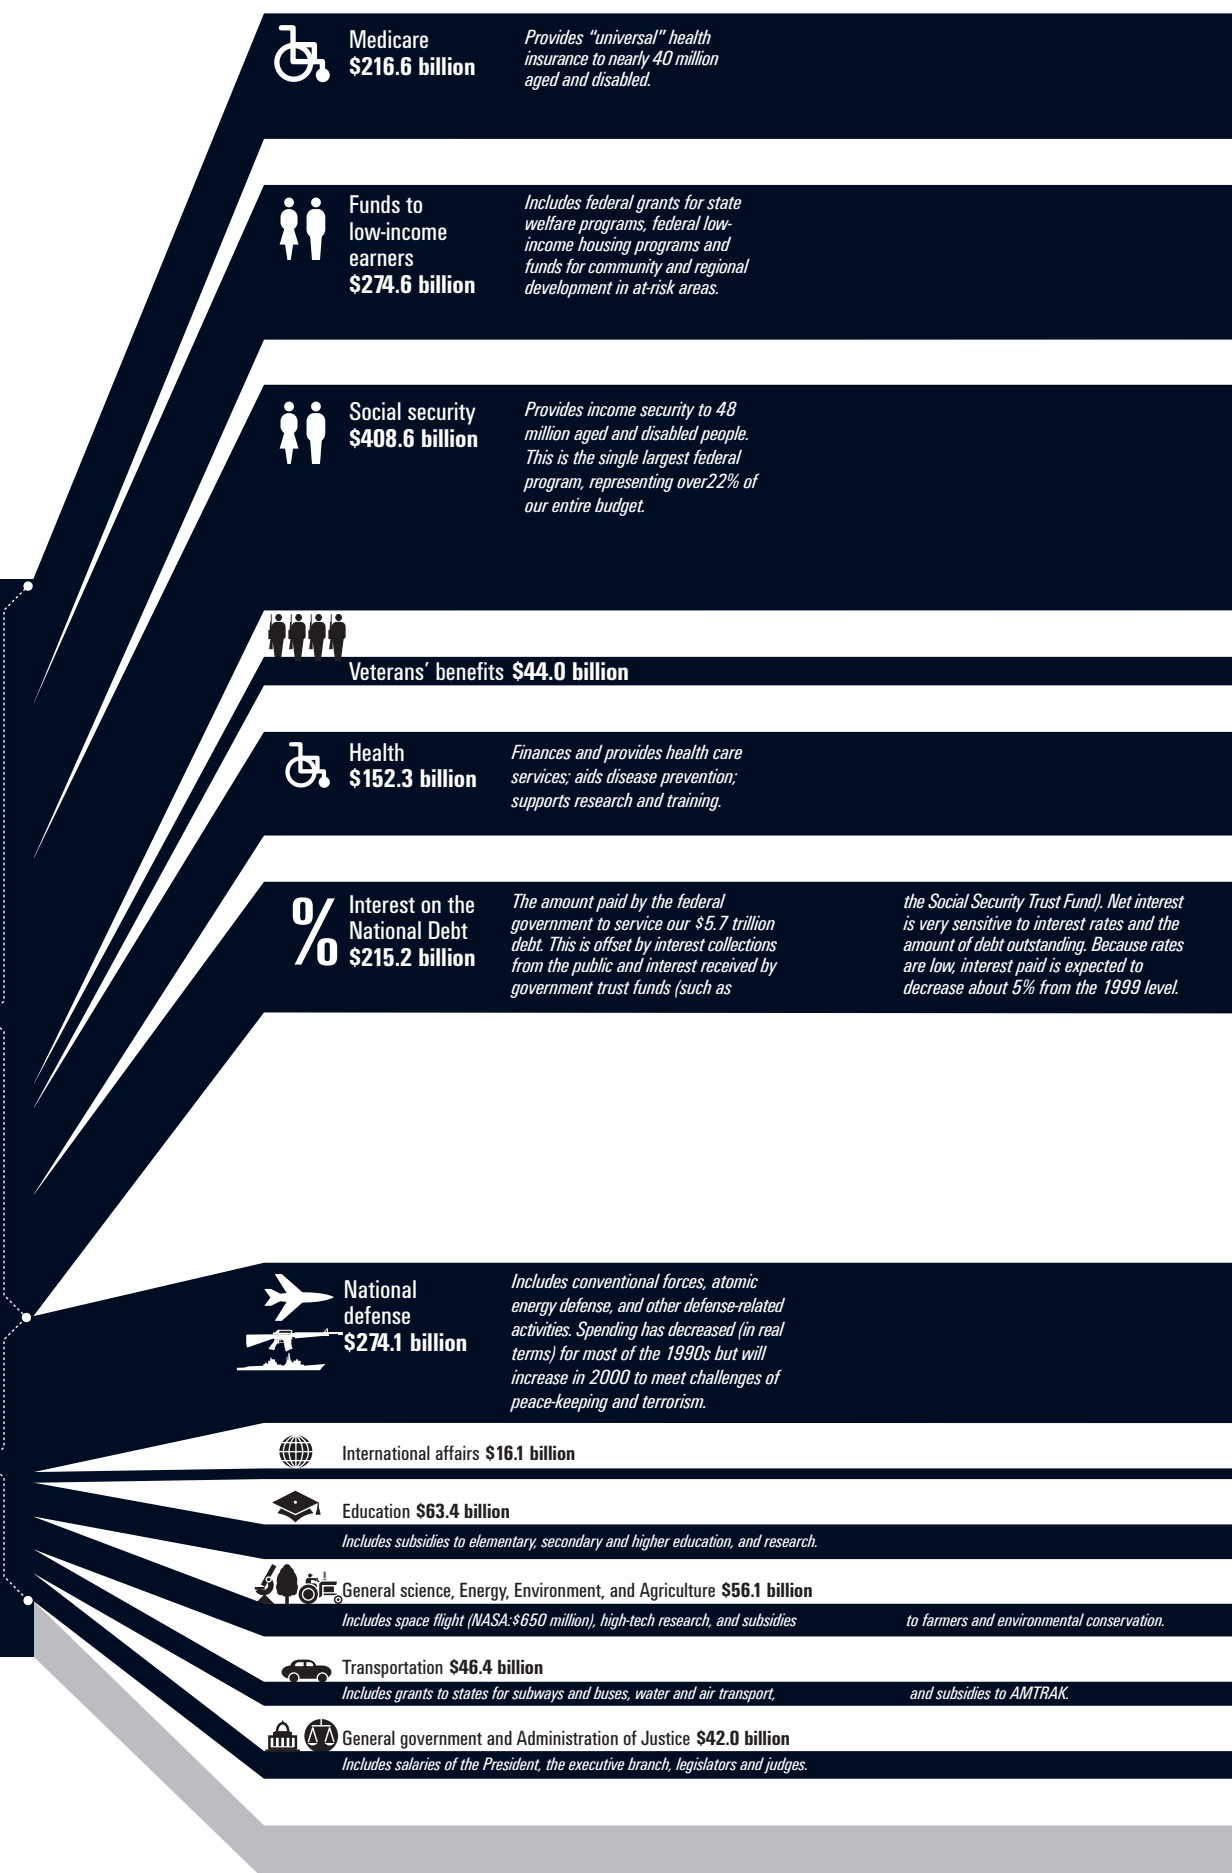 Medicare
$216.6 billion
Provides “universal” health
insurance to nearly 40 million
aged and disabled.
Funds to
low-income
earners
$274.6 billion
Includes federal grants for state
welfare programs, federal low-
income housing programs and
funds for community and regional
development in at-risk areas.
Social security
$408.6 billion
Provides income security to 48
million aged and disabled people.
This is the single largest federal
program, representing over22% of
our entire budget.
Veterans’ benefits $44.0 billion
Health
$152.3 billion
Finances and provides health care
services; aids disease prevention;
supports research and training.
%
Interest on the
National Debt
$215.2 billion
The amount paid by the federal
government to service our $5.7 trillion
debt. This is offset by interest collections
from the public and interest received by
government trust funds (such as
the Social Security Trust Fund). Net interest
is very sensitive to interest rates and the
amount of debt outstanding. Because rates
are low, interest paid is expected to
decrease about 5% from the 1999 level.
National
defense
$274.1 billion
Includes conventional forces, atomic
energy defense, and other defense-related
activities. Spending has decreased (in real
terms) for most of the 1990s but will
increase in 2000 to meet challenges of
peace-keeping and terrorism.
International affairs $16.1 billion
Education $63.4 billion
Includes subsidies to elementary, secondary and higher education, and research.
General science, Energy, Environment, and Agriculture $56.1 billion
Includes space flight (NASA:$650 million), high-tech research, and subsidies to farmers and environmental conservation.
Transportation $46.4 billion
Includes grants to states for subways and buses, water and air transport, and subsidies to AMTRAK.
General government and Administration of Justice $42.0 billion
Includes salaries of the President, the executive branch, legislators and judges.